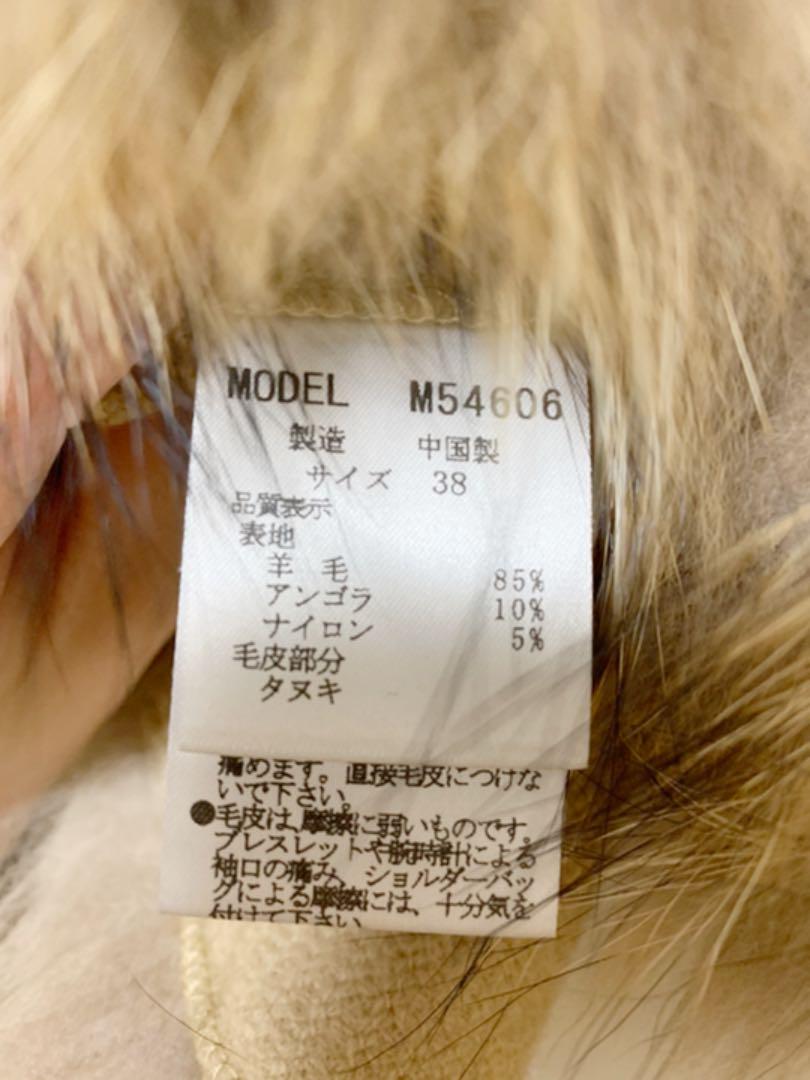 MODEL M54606
製造 中国製
サイズ 38
品質表示
表地
羊 毛 85%
アンゴラ 10%
ナイロン 5%
毛皮部分
タヌキ
痛めます。直接毛皮につけな
いで下さい。
●毛皮は、摩擦に弱いものです。
ブレスレットや腕時計による
袖口の痛み、ショルダーバッ
グによる摩擦には、十分気を
付けて下さい